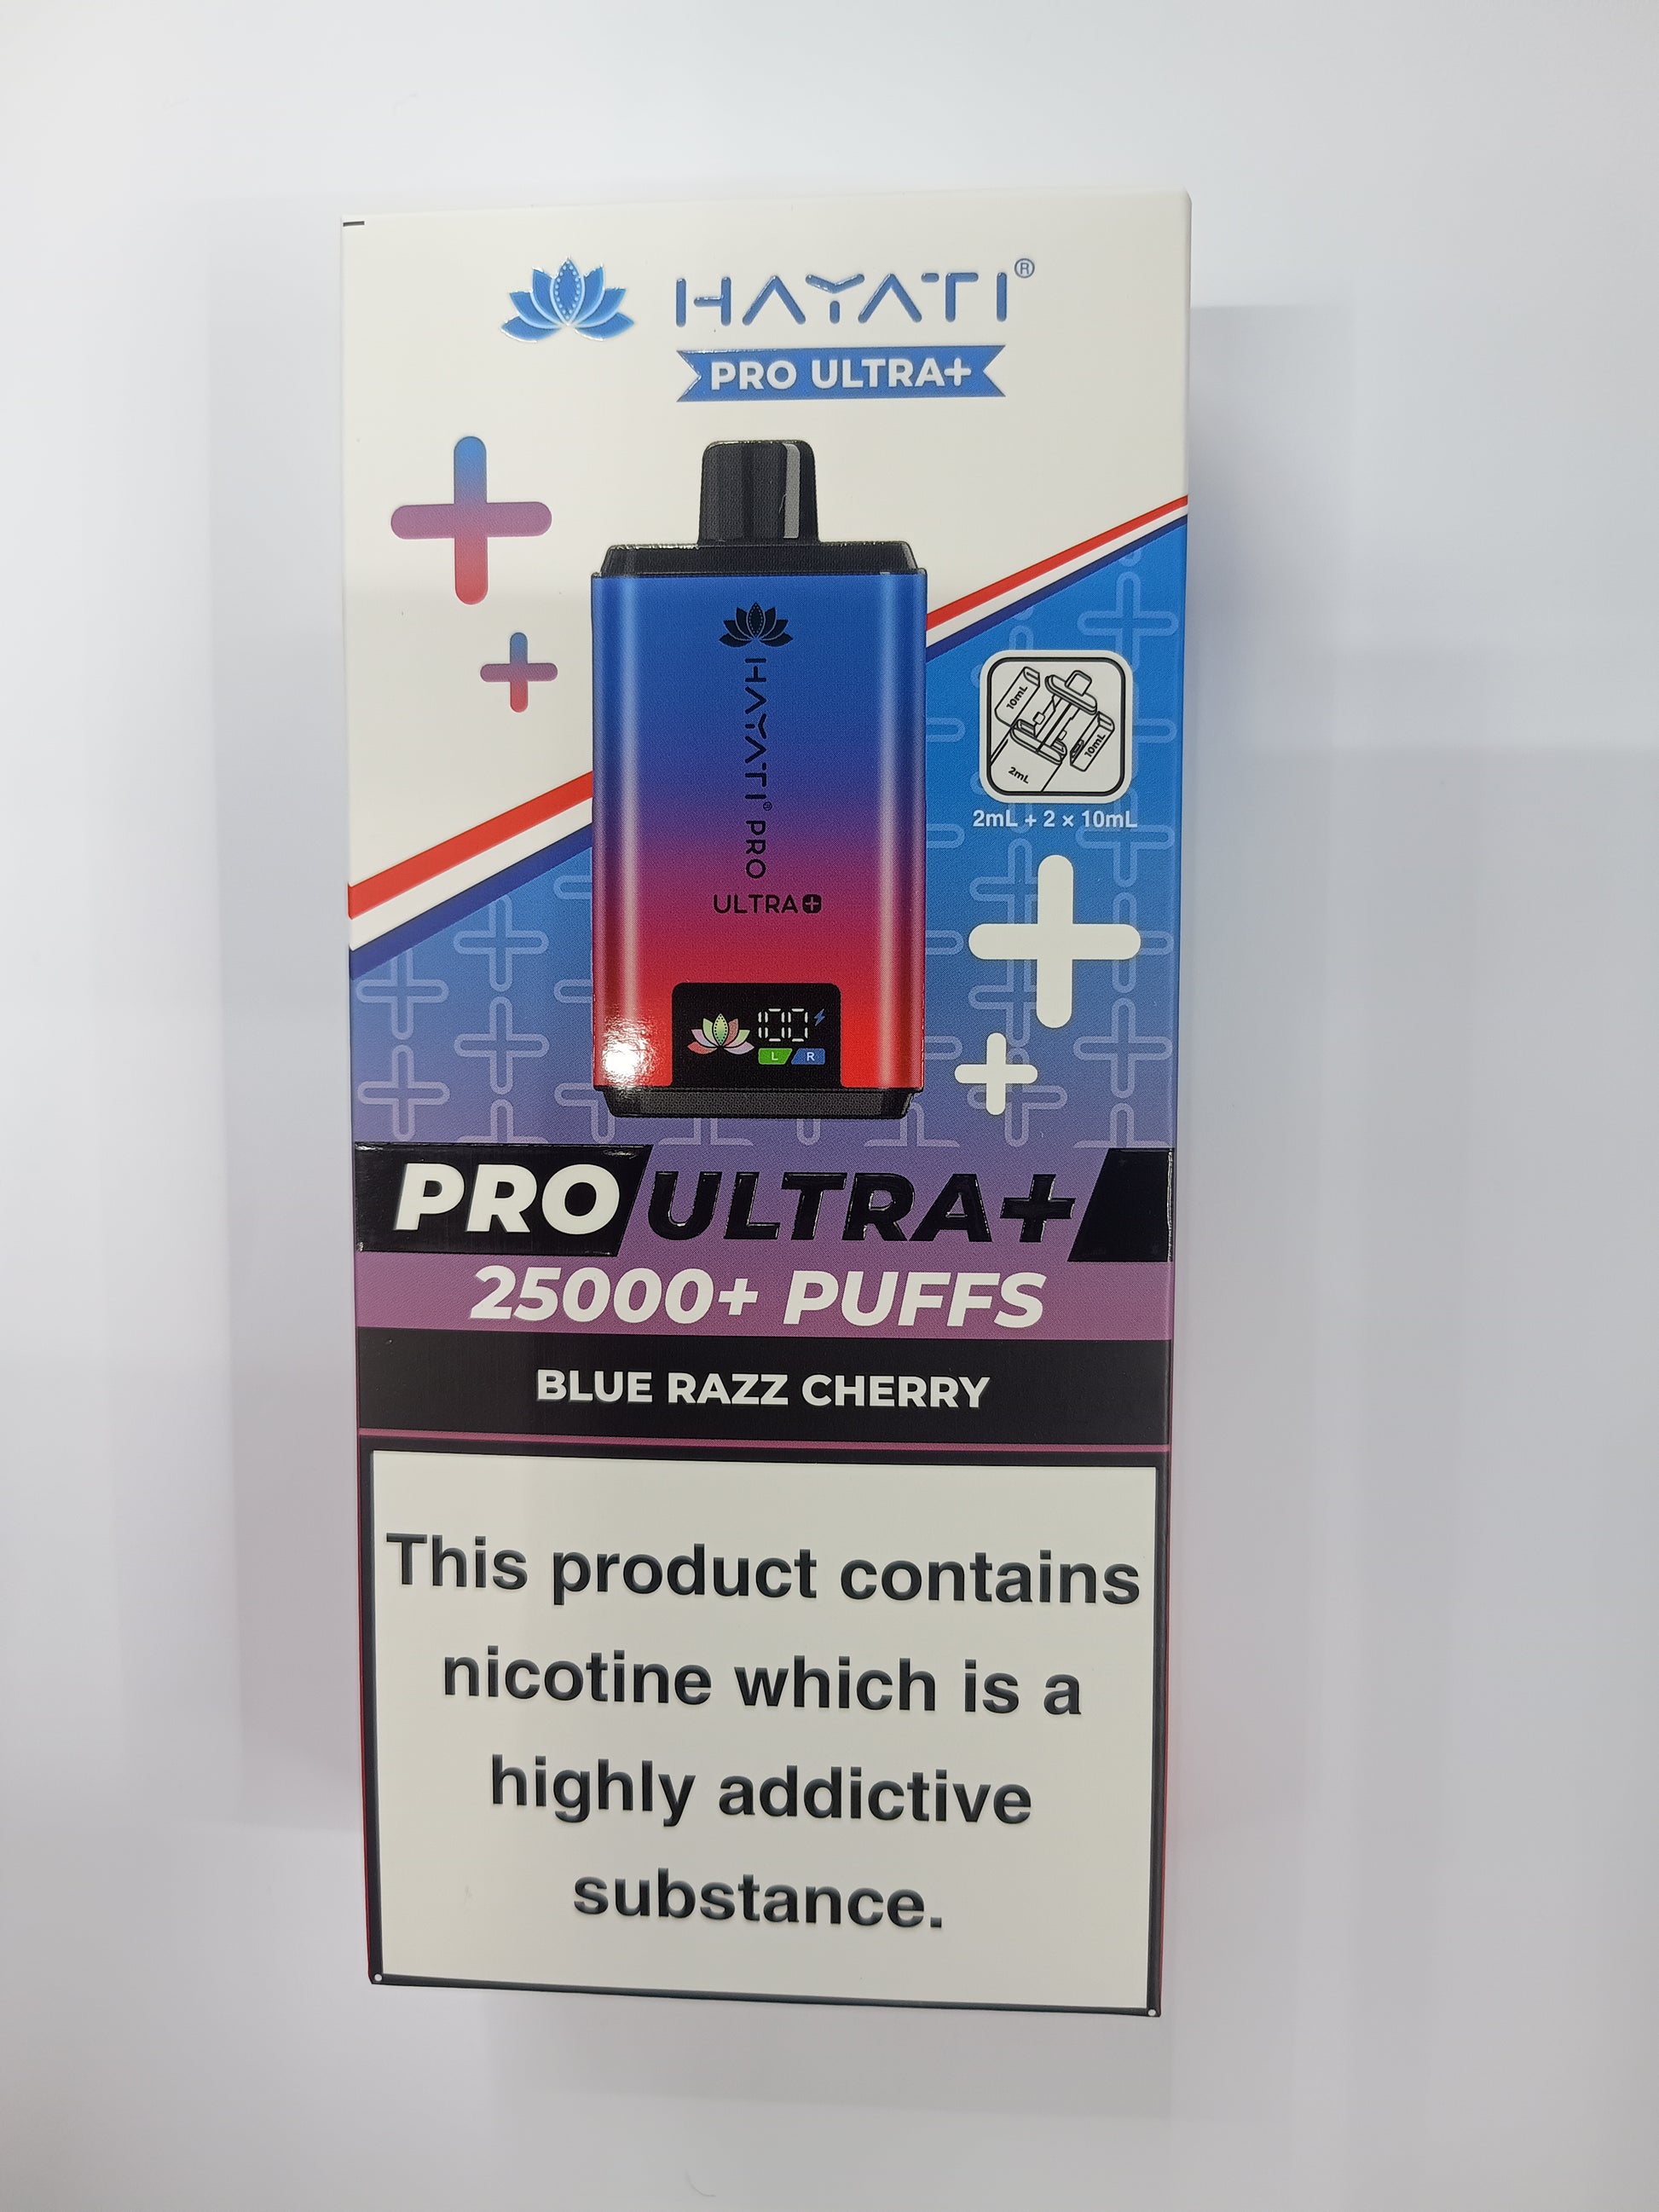 HAYATI®
PRO ULTRA+
HAYATI® PRO
ULTRA+
10mL
10mL
2mL
2mL + 2 × 10mL
100
L R
PRO ULTRA+
25000+ PUFFS
BLUE RAZZ CHERRY
This product contains
nicotine which is a
highly addictive
substance.